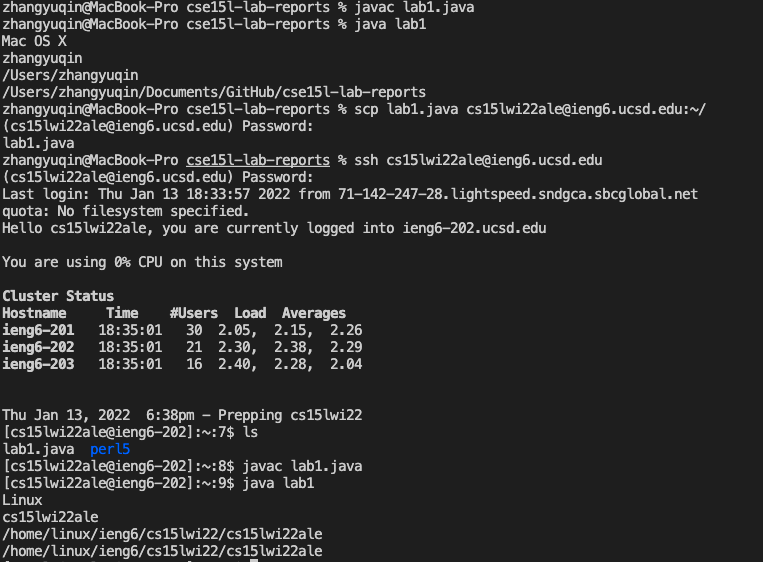 zhangyuqin@MacBook-Pro cse15l-lab-reports % javac lab1.java
zhangyuqin@MacBook-Pro cse15l-lab-reports % java lab1
Mac OS X
zhangyuqin
/Users/zhangyuqin
/Users/zhangyuqin/Documents/GitHub/cse15l-lab-reports
zhangyuqin@MacBook-Pro cse15l-lab-reports % scp lab1.java cs15lwi22ale@ieng6.ucsd.edu:~/
(cs15lwi22ale@ieng6.ucsd.edu) Password:
lab1.java
zhangyuqin@MacBook-Pro cse15l-lab-reports % ssh cs15lwi22ale@ieng6.ucsd.edu
(cs15lwi22ale@ieng6.ucsd.edu) Password:
Last login: Thu Jan 13 18:33:57 2022 from 71-142-247-28.lightspeed.sndgca.sbcglobal.net
quota: No filesystem specified.
Hello cs15lwi22ale, you are currently logged into ieng6-202.ucsd.edu

You are using 0% CPU on this system

Cluster Status
Hostname     Time    #Users  Load  Averages
ieng6-201   18:35:01   30  2.05,  2.15,  2.26
ieng6-202   18:35:01   21  2.30,  2.38,  2.29
ieng6-203   18:35:01   16  2.40,  2.28,  2.04

Thu Jan 13, 2022  6:38pm - Prepping cs15lwi22
[cs15lwi22ale@ieng6-202]:~:7$ ls
lab1.java  perl5
[cs15lwi22ale@ieng6-202]:~:8$ javac lab1.java
[cs15lwi22ale@ieng6-202]:~:9$ java lab1
Linux
cs15lwi22ale
/home/linux/ieng6/cs15lwi22/cs15lwi22ale
/home/linux/ieng6/cs15lwi22/cs15lwi22ale